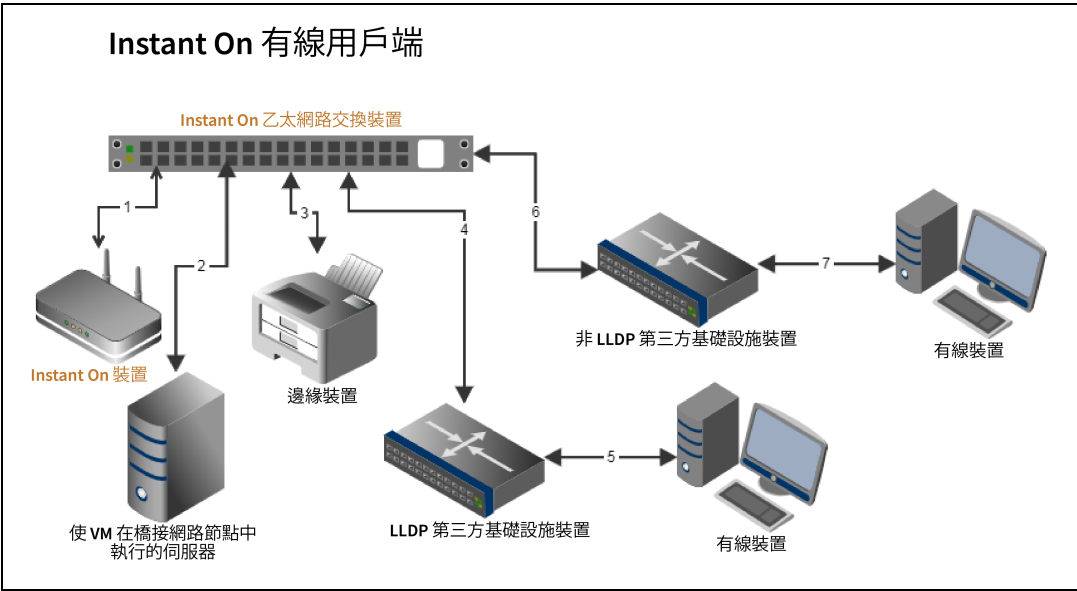 Instant On 有線用戶端
Instant On 乙太網路交換裝置
1
2
3
4
6
7
Instant On 裝置
邊緣裝置
非 LLDP 第三方基礎設施裝置
有線裝置
5
使 VM 在橋接網路節點中
執行的伺服器
LLDP 第三方基礎設施裝置
有線裝置